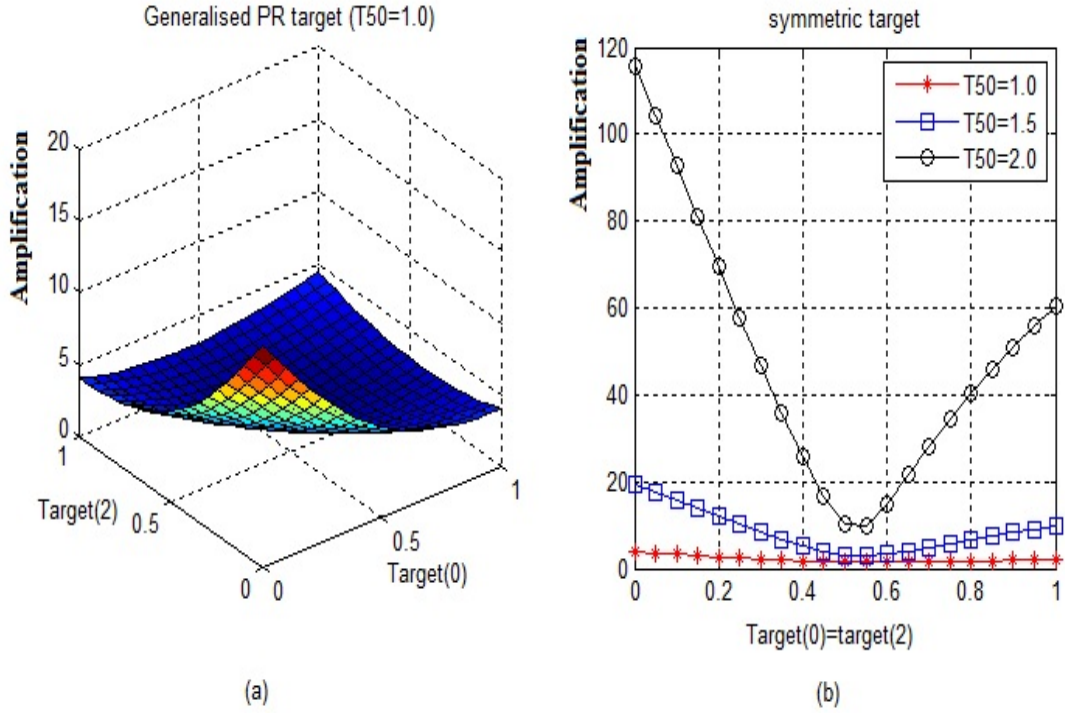 Generalised PR target (T50=1.0)
Amplification
20
15
10
5
0
1
0.5
0
Target(2)
0
0.5
1
Target(0)
(a)
symmetric target
Amplification
120
100
80
60
40
20
0
T50=1.0
T50=1.5
T50=2.0
0 0.2 0.4 0.6 0.8 1
Target(0)=target(2)
(b)